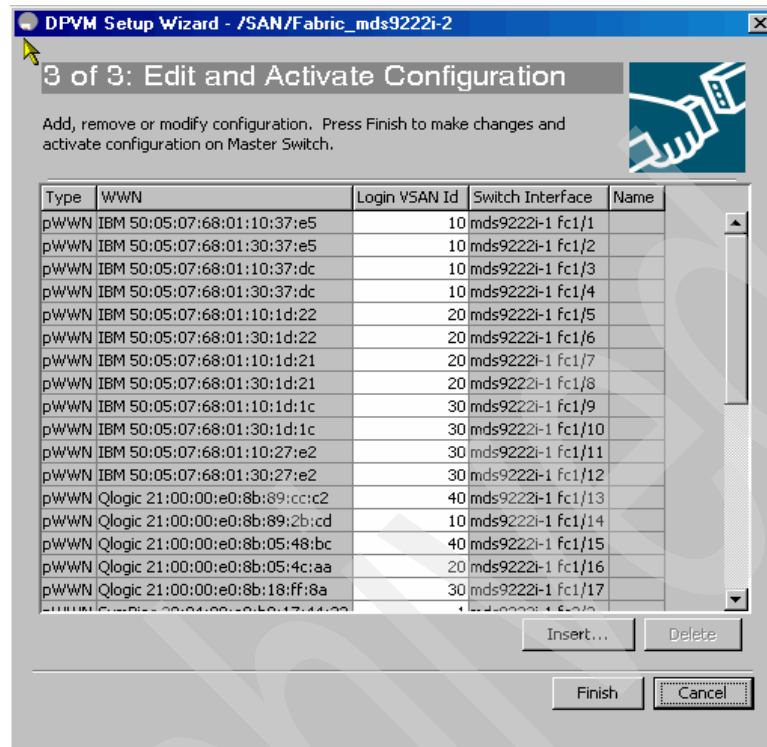 DPVM Setup Wizard - /SAN/Fabric_mds9222i-2
3 of 3: Edit and Activate Configuration
Add, remove or modify configuration. Press Finish to make changes and
activate configuration on Master Switch.
Type WWN Login VSAN Id Switch Interface Name
pWWN IBM 50:05:07:68:01:10:37:e5 10 mds9222i-1 fc1/1
pWWN IBM 50:05:07:68:01:30:37:e5 10 mds9222i-1 fc1/2
pWWN IBM 50:05:07:68:01:10:37:dc 10 mds9222i-1 fc1/3
pWWN IBM 50:05:07:68:01:30:37:dc 10 mds9222i-1 fc1/4
pWWN IBM 50:05:07:68:01:10:1d:22 20 mds9222i-1 fc1/5
pWWN IBM 50:05:07:68:01:30:1d:22 20 mds9222i-1 fc1/6
pWWN IBM 50:05:07:68:01:10:1d:21 20 mds9222i-1 fc1/7
pWWN IBM 50:05:07:68:01:30:1d:21 20 mds9222i-1 fc1/8
pWWN IBM 50:05:07:68:01:10:1d:1c 30 mds9222i-1 fc1/9
pWWN IBM 50:05:07:68:01:30:1d:1c 30 mds9222i-1 fc1/10
pWWN IBM 50:05:07:68:01:10:27:e2 30 mds9222i-1 fc1/11
pWWN IBM 50:05:07:68:01:30:27:e2 30 mds9222i-1 fc1/12
pWWN Qlogic 21:00:00:e0:8b:89:cc:c2 40 mds9222i-1 fc1/13
pWWN Qlogic 21:00:00:e0:8b:89:2b:cd 10 mds9222i-1 fc1/14
pWWN Qlogic 21:00:00:e0:8b:05:48:bc 40 mds9222i-1 fc1/15
pWWN Qlogic 21:00:00:e0:8b:05:4c:aa 20 mds9222i-1 fc1/16
pWWN Qlogic 21:00:00:e0:8b:18:ff:8a 30 mds9222i-1 fc1/17
Insert... Delete
Finish Cancel